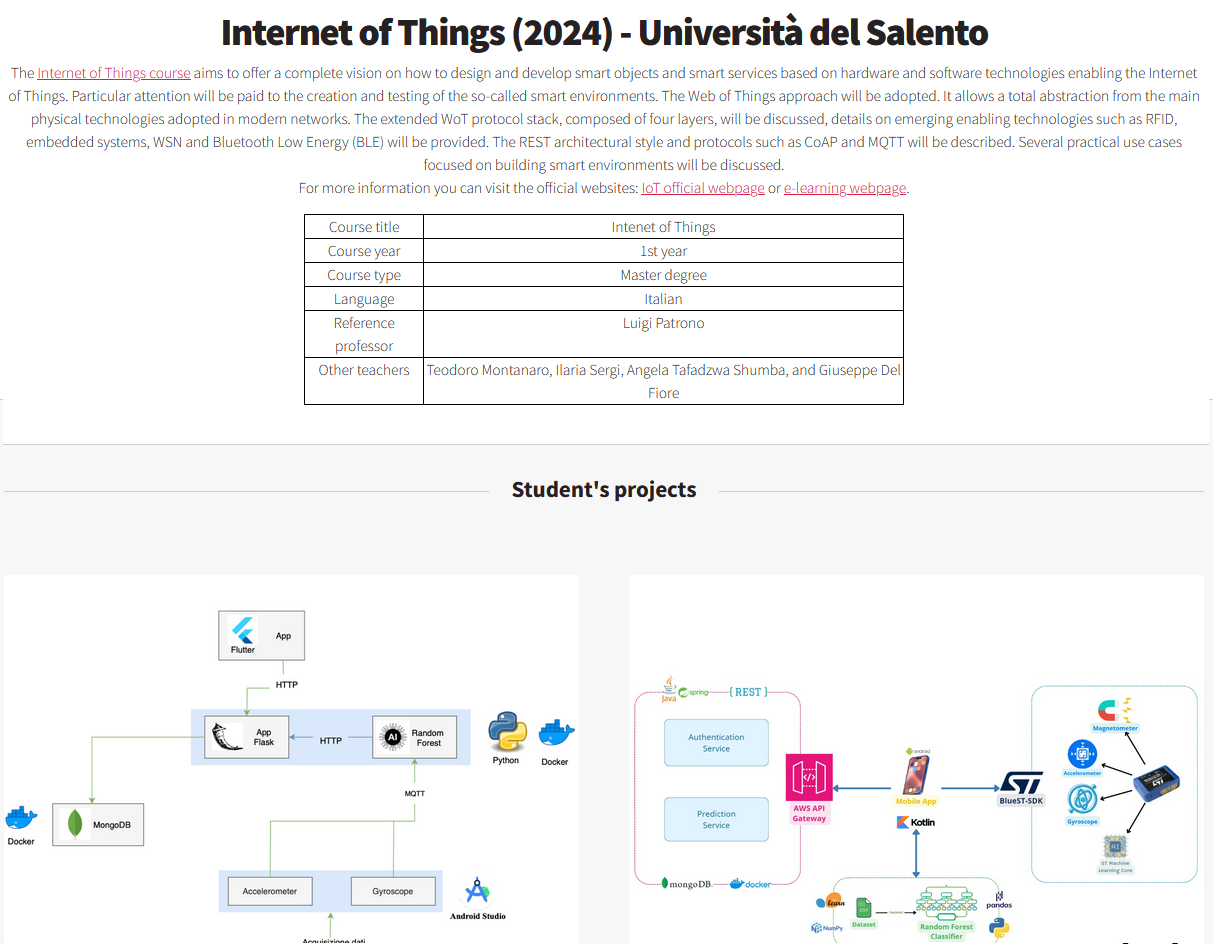 Internet of Things (2024) - Università del Salento
The Internet of Things course aims to offer a complete vision on how to design and develop smart objects and smart services based on hardware and software technologies enabling the Internet
of Things. Particular attention will be paid to the creation and testing of the so-called smart environments. The Web of Things approach will be adopted. It allows a total abstraction from the main
physical technologies adopted in modern networks. The extended WoT protocol stack, composed of four layers, will be discussed, details on emerging enabling technologies such as RFID,
embedded systems, WSN and Bluetooth Low Energy (BLE) will be provided. The REST architectural style and protocols such as CoAP and MQTT will be described. Several practical use cases
focused on building smart environments will be discussed.
For more information you can visit the official websites: IoT official webpage or e-learning webpage.
Course title Intenet of Things
Course year 1st year
Course type Master degree
Language Italian
Reference Luigi Patrono
professor
Other teachers Teodoro Montanaro, Ilaria Sergi, Angela Tafadzwa Shumba, and Giuseppe Del
Fiore
Student's projects
Flutter
App
HTTP
App
Flask
HTTP
AI
Random
Forest
Python
Docker
MQTT
MongoDB
Docker
Accelerometer
Gyroscope
Android Studio
Acquisizione dati
Java
spring
{ REST }
Authentication
Service
Prediction
Service
mongoDB
docker
AWS API
Gateway
android
Mobile App
Kotlin
ST
BlueST-SDK
Magnetometer
Accelerometer
Gyroscope
AI
ST Machine
Learning Core
learn
NumPy
CSV
Dataset
Random Forest
Classifier
pandas